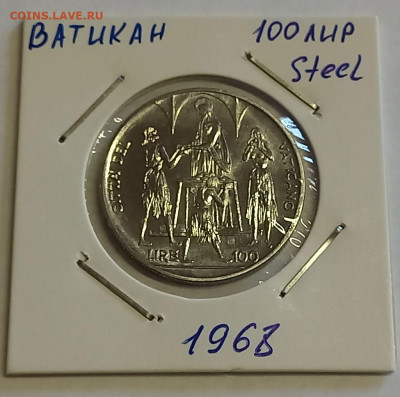 COINS.LAVE.RU
ВАТИКАН 100 ЛИР
Steel
CITTA' DEL VATICANO
LIRE 100
1968